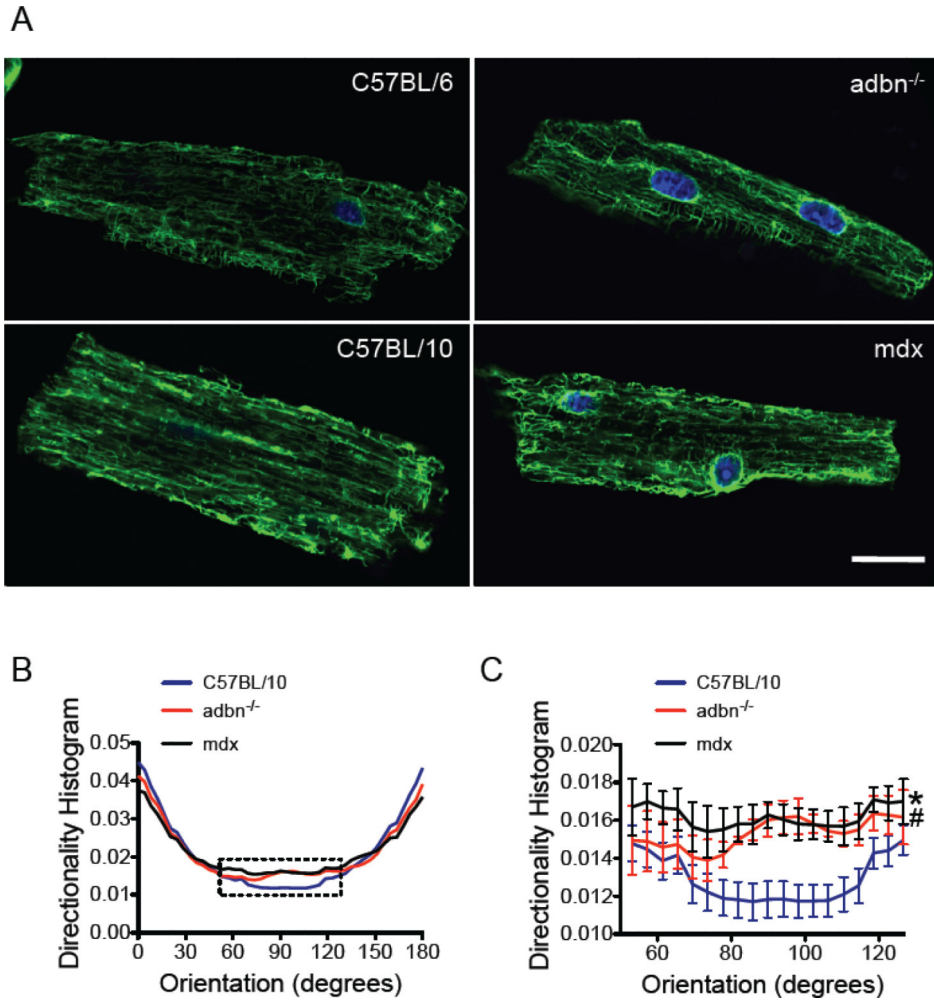 A
C57BL/6
adbn-/-
C57BL/10
mdx
B
C57BL/10
adbn-/-
mdx
Directionality Histogram
0.05
0.04
0.03
0.02
0.01
0.00
0
30
60
90
120
150
180
Orientation (degrees)
C
C57BL/10
adbn-/-
mdx
Directionality Histogram
0.020
0.018
0.016
0.014
0.012
0.010
*
#
60
80
100
120
Orientation (degrees)